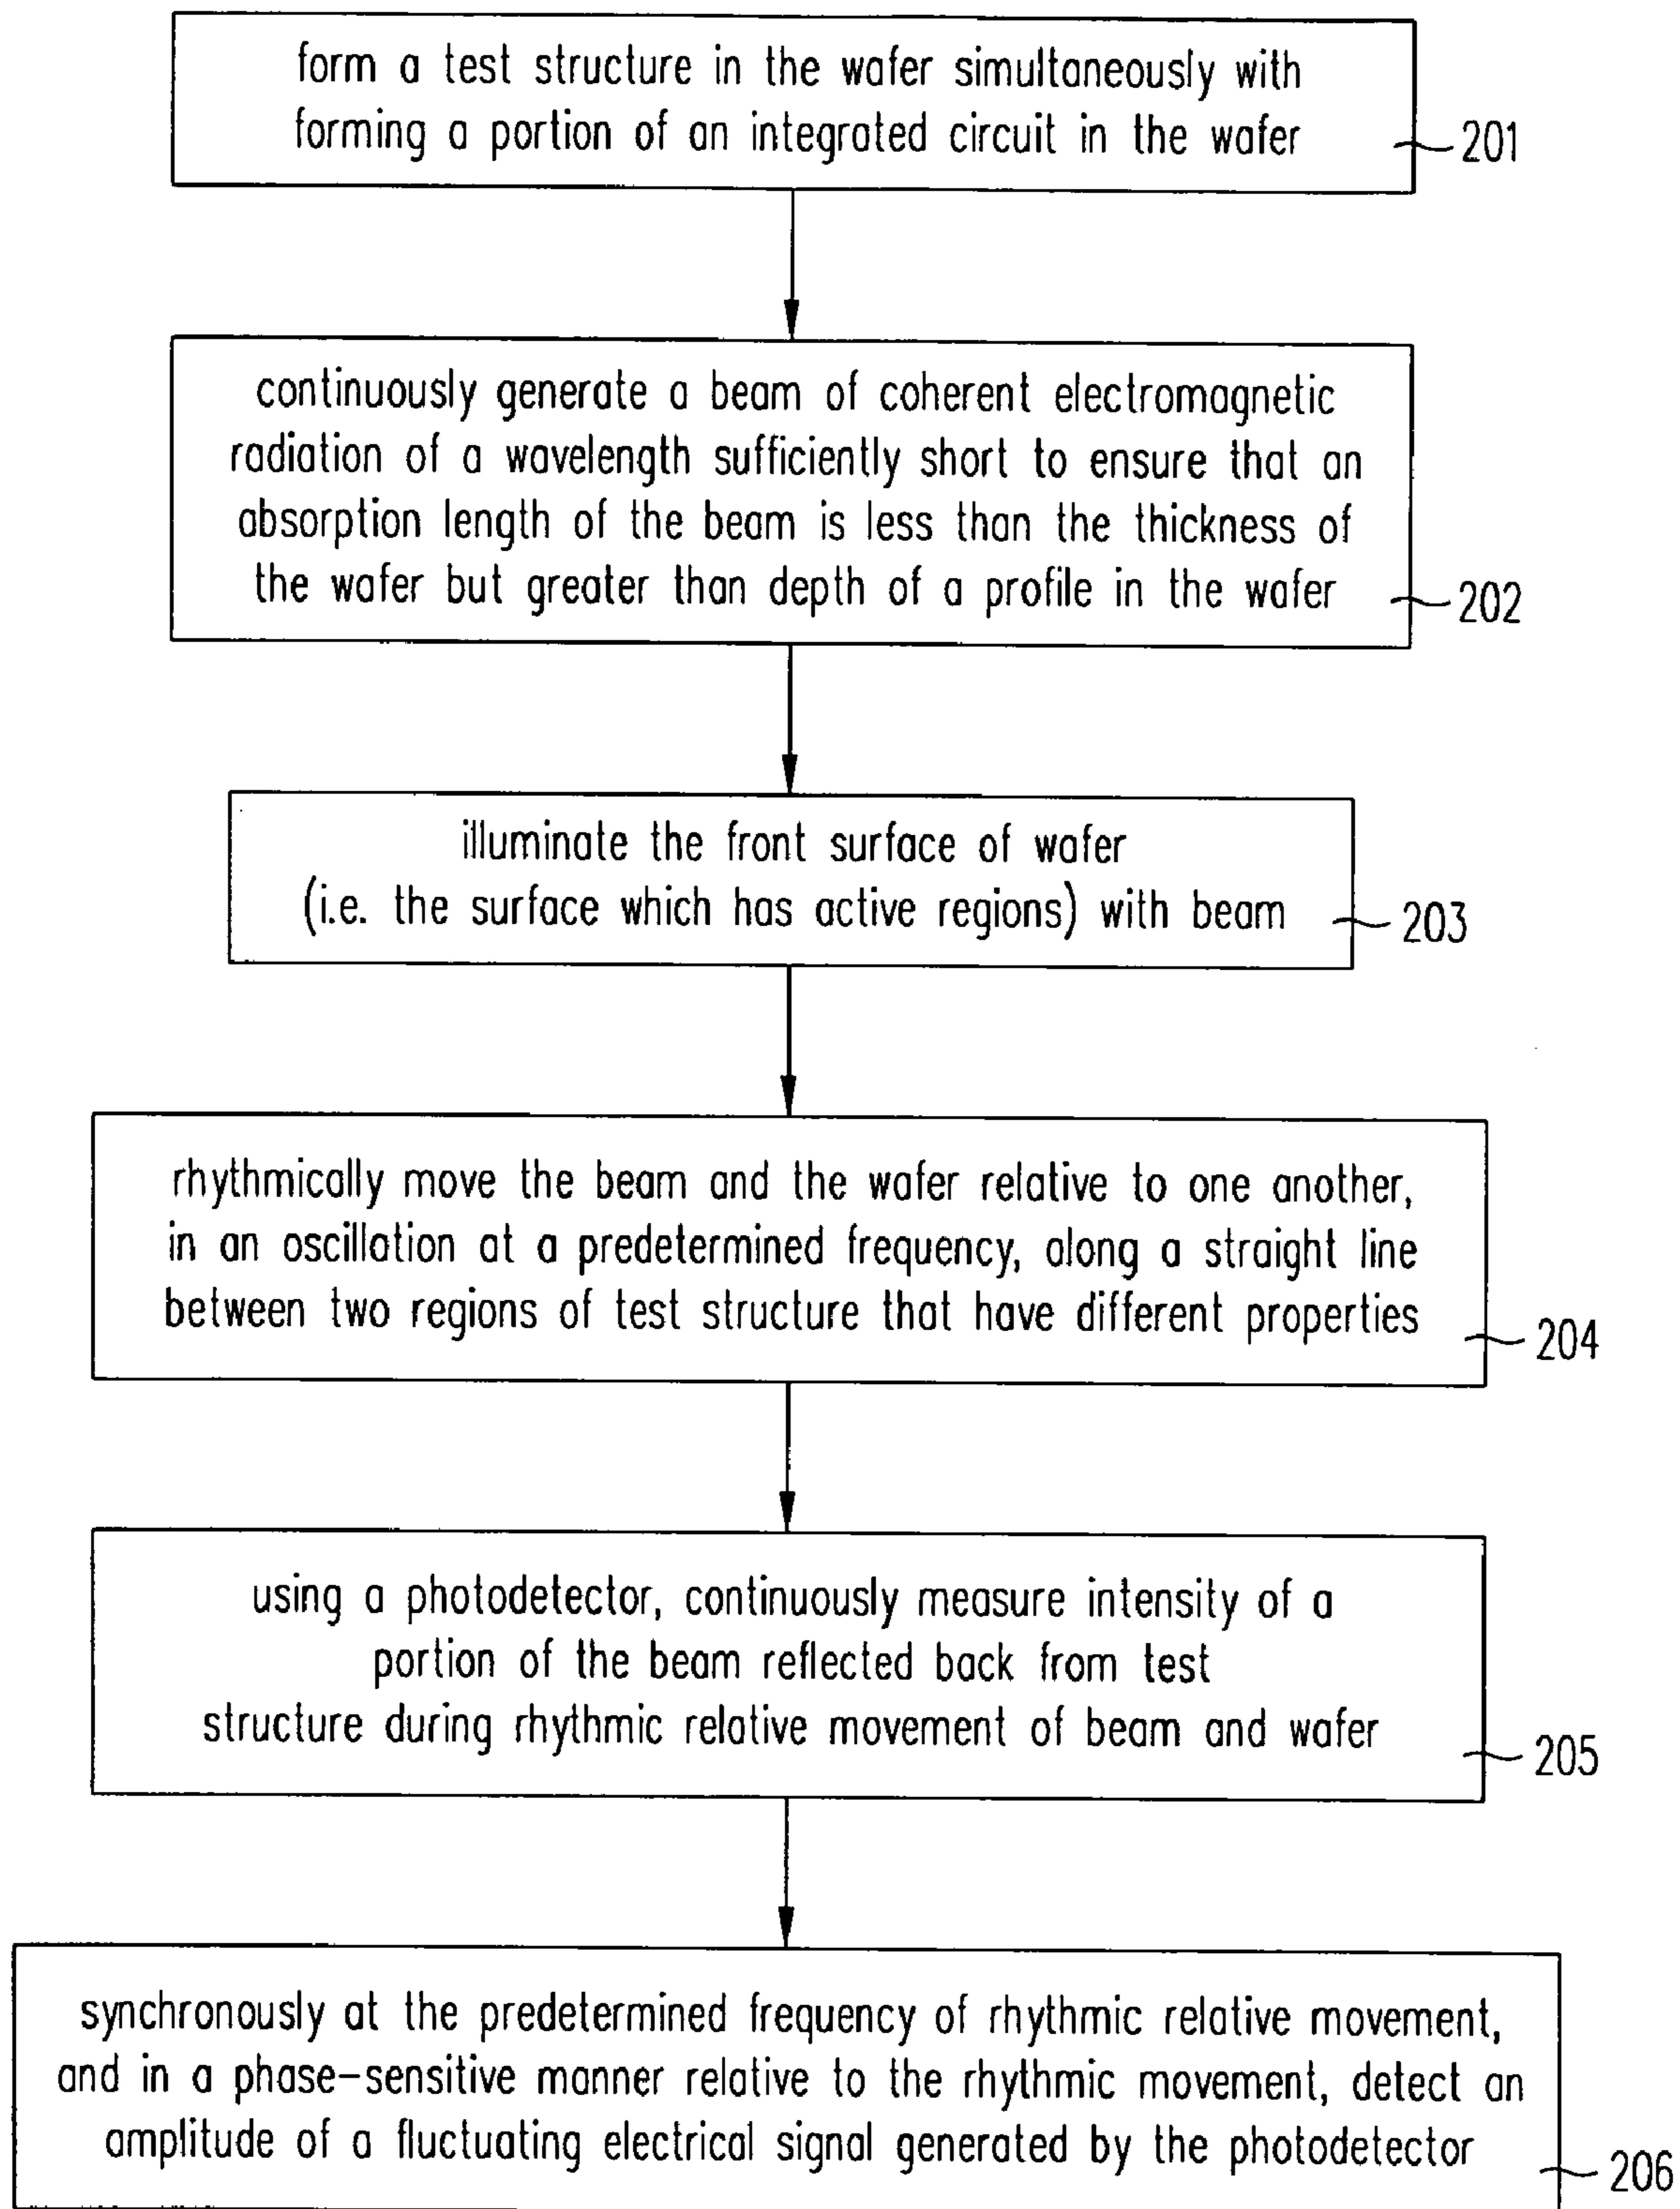 form a test structure in the wafer simultaneously with
forming a portion of an integrated circuit in the wafer
201
continuously generate a beam of coherent electromagnetic
radiation of a wavelength sufficiently short to ensure that an
absorption length of the beam is less than the thickness of
the wafer but greater than depth of a profile in the wafer
202
illuminate the front surface of wafer
(i.e. the surface which has active regions) with beam
203
rhythmically move the beam and the wafer relative to one another,
in an oscillation at a predetermined frequency, along a straight line
between two regions of test structure that have different properties
204
using a photodetector, continuously measure intensity of a
portion of the beam reflected back from test
structure during rhythmic relative movement of beam and wafer
205
synchronously at the predetermined frequency of rhythmic relative movement,
and in a phase-sensitive manner relative to the rhythmic movement, detect an
amplitude of a fluctuating electrical signal generated by the photodetector
206